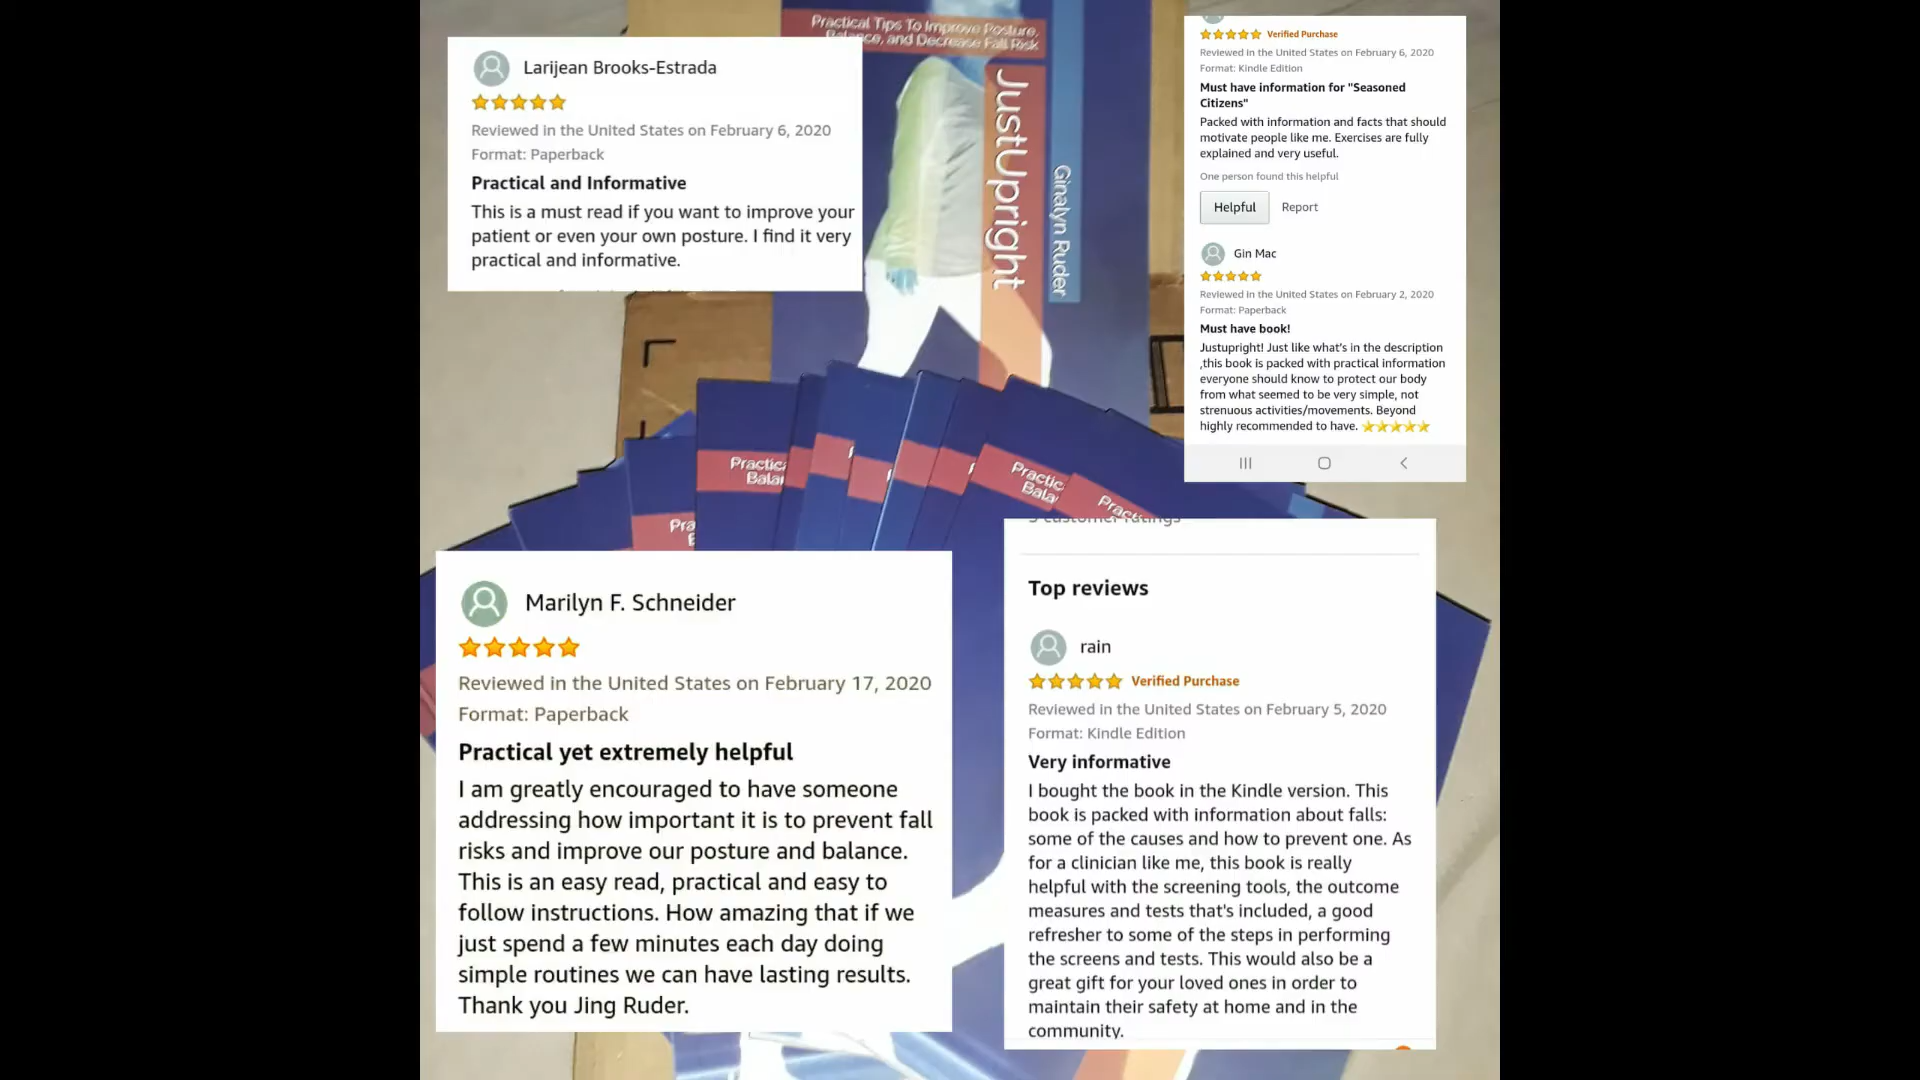 Practical Tips To Improve Posture,
Balance, and Decrease Fall Risk
JustUpright
Ginalyn Ruder
Larijean Brooks-Estrada
Reviewed in the United States on February 6, 2020
Format: Paperback
Practical and Informative
This is a must read if you want to improve your
patient or even your own posture. I find it very
practical and informative.
Verified Purchase
Reviewed in the United States on February 6, 2020
Format: Kindle Edition
Must have information for "Seasoned
Citizens"
Packed with information and facts that should
motivate people like me. Exercises are fully
explained and very useful.
One person found this helpful
Helpful Report
Gin Mac
Reviewed in the United States on February 2, 2020
Format: Paperback
Must have book!
Justupright! Just like what's in the description
,this book is packed with practical information
everyone should know to protect our body
from what seemed to be very simple, not
strenuous activities/movements. Beyond
highly recommended to have.
Practic
Bala
Practic
Bala
Pract
Pra
Marilyn F. Schneider
Reviewed in the United States on February 17, 2020
Format: Paperback
Practical yet extremely helpful
I am greatly encouraged to have someone
addressing how important it is to prevent fall
risks and improve our posture and balance.
This is an easy read, practical and easy to
follow instructions. How amazing that if we
just spend a few minutes each day doing
simple routines we can have lasting results.
Thank you Jing Ruder.
customer ratings
Top reviews
rain
Verified Purchase
Reviewed in the United States on February 5, 2020
Format: Kindle Edition
Very informative
I bought the book in the Kindle version. This
book is packed with information about falls:
some of the causes and how to prevent one. As
for a clinician like me, this book is really
helpful with the screening tools, the outcome
measures and tests that's included, a good
refresher to some of the steps in performing
the screens and tests. This would also be a
great gift for your loved ones in order to
maintain their safety at home and in the
community.